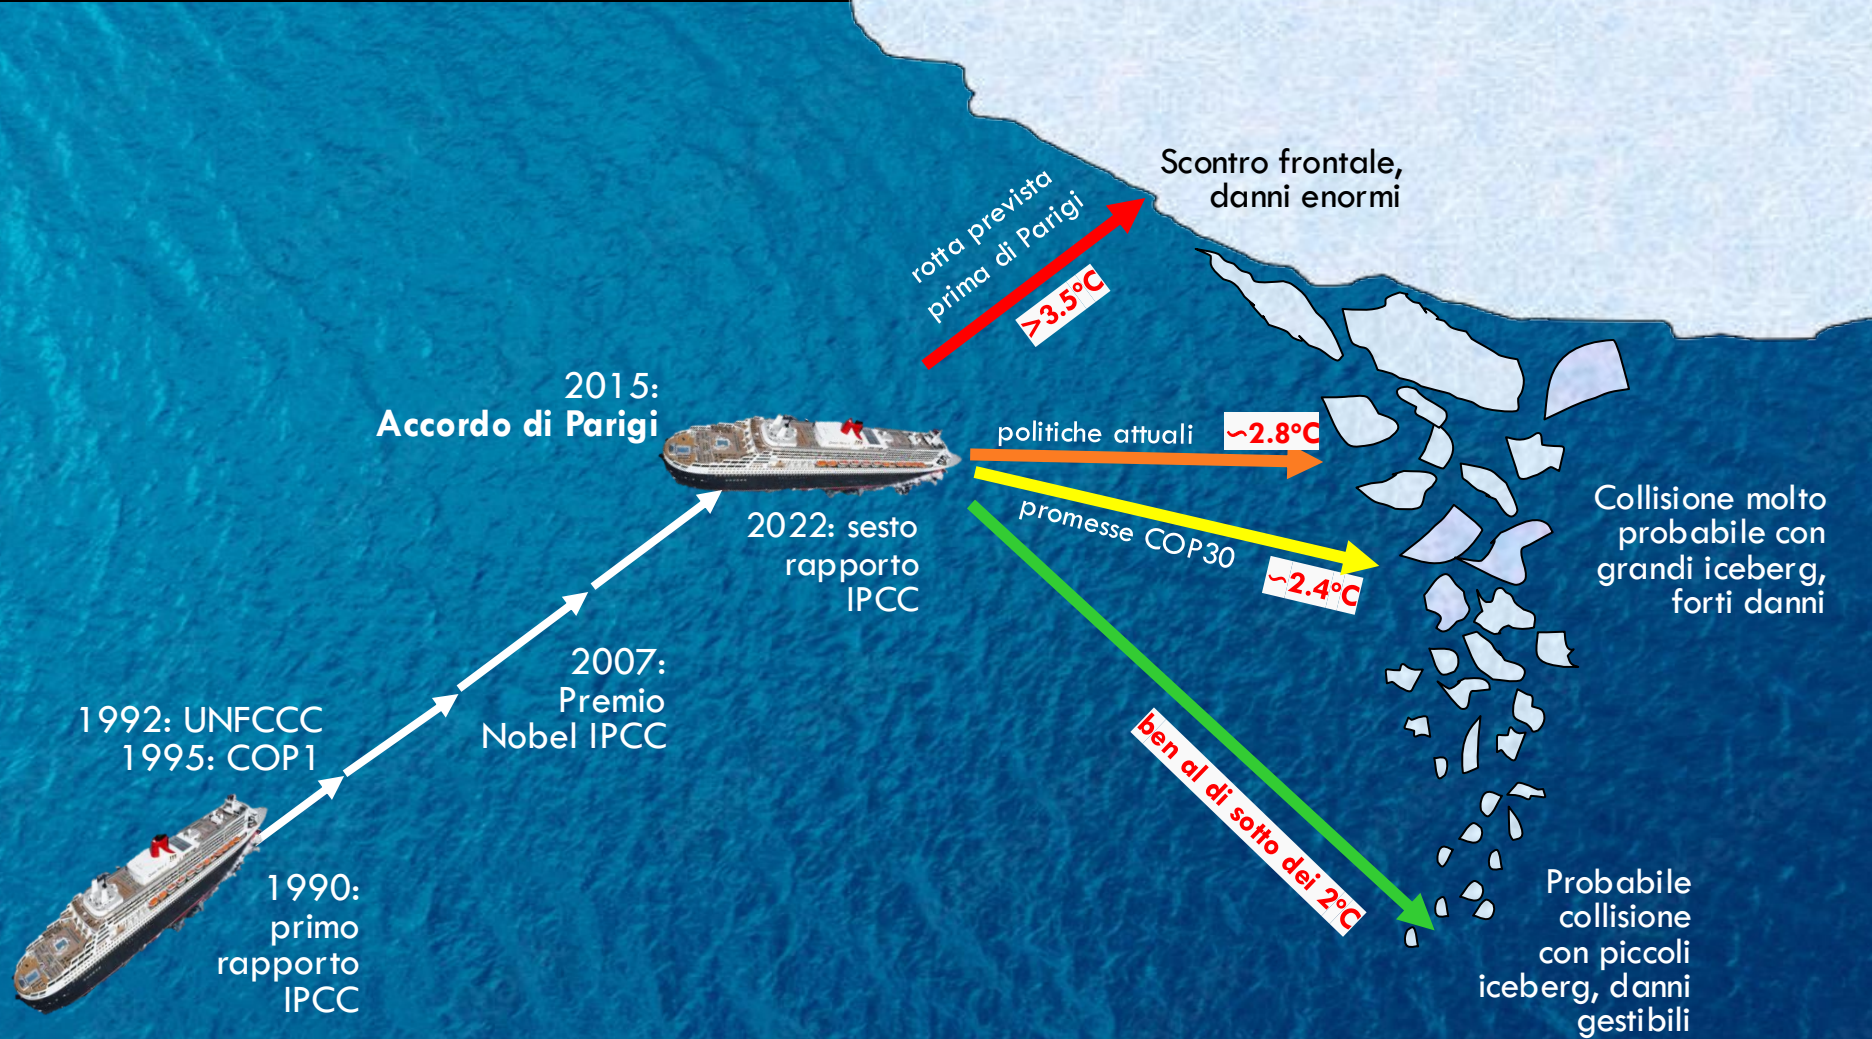 Scontro frontale,
danni enormi
rotta prevista
prima di Parigi
>3.5°C
2015:
Accordo di Parigi
politiche attuali
~2.8°C
promesse COP30
~2.4°C
2022: sesto
rapporto
IPCC
Collisione molto
probabile con
grandi iceberg,
forti danni
2007:
Premio
Nobel IPCC
1992: UNFCCC
1995: COP1
ben al di sotto dei 2°C
1990:
primo
rapporto
IPCC
Probabile
collisione
con piccoli
iceberg, danni
gestibili